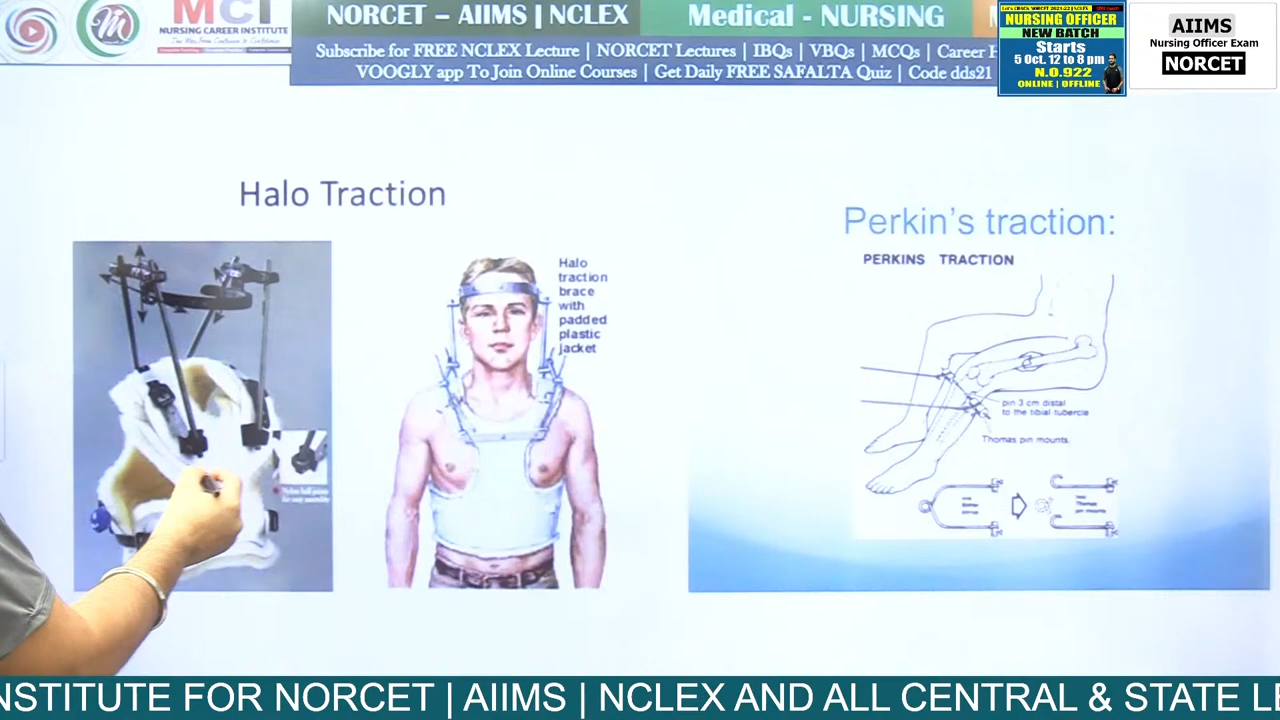 MCI
NURSING CAREER INSTITUTE
NORCET – AIIMS | NCLEX
Medical - NURSING
Subscribe for FREE NCLEX Lecture | NORCET Lectures | IBQs | VBQs | MCQs | Career H
VOOGLY app To Join Online Courses | Get Daily FREE SAFALTA Quiz | Code dds21
NURSING OFFICER
NEW BATCH
Starts
5 Oct. 12 to 8 pm
N.O.922
ONLINE | OFFLINE
AIIMS
Nursing Officer Exam
NORCET
Halo Traction
Halo
traction
brace
with
padded
plastic
jacket
Perkin's traction:
PERKINS TRACTION
pin 3 cm distal
to the tibial tubercle
Thomas pin mounts.
NSTITUTE FOR NORCET | AIIMS | NCLEX AND ALL CENTRAL & STATE LE